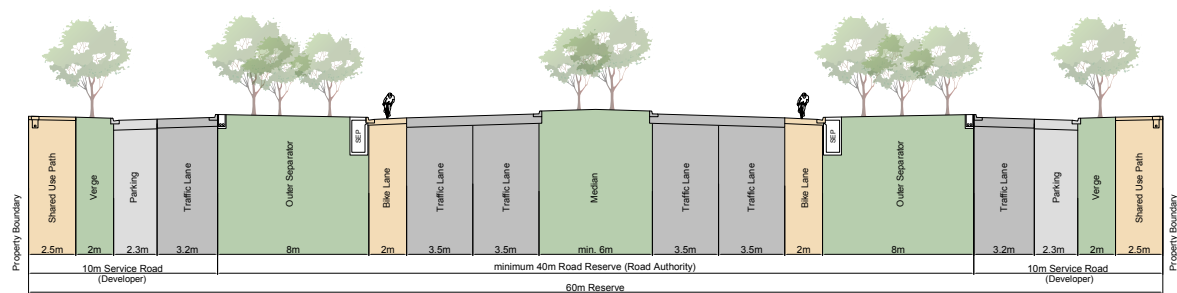 SEP
SEP
Property Boundary
Shared Use Path
Verge
Parking
Traffic Lane
Outer Separator
Bike Lane
Traffic Lane
Traffic Lane
Median
Traffic Lane
Traffic Lane
Bike Lane
Outer Separator
Traffic Lane
Parking
Verge
Shared Use Path
Property Boundary
2.5m 2m 2.3m 3.2m 8m 2m 3.5m 3.5m min. 6m 3.5m 3.5m 2m 8m 3.2m 2.3m 2m 2.5m
10m Service Road
(Developer)
minimum 40m Road Reserve (Road Authority)
10m Service Road
(Developer)
60m Reserve